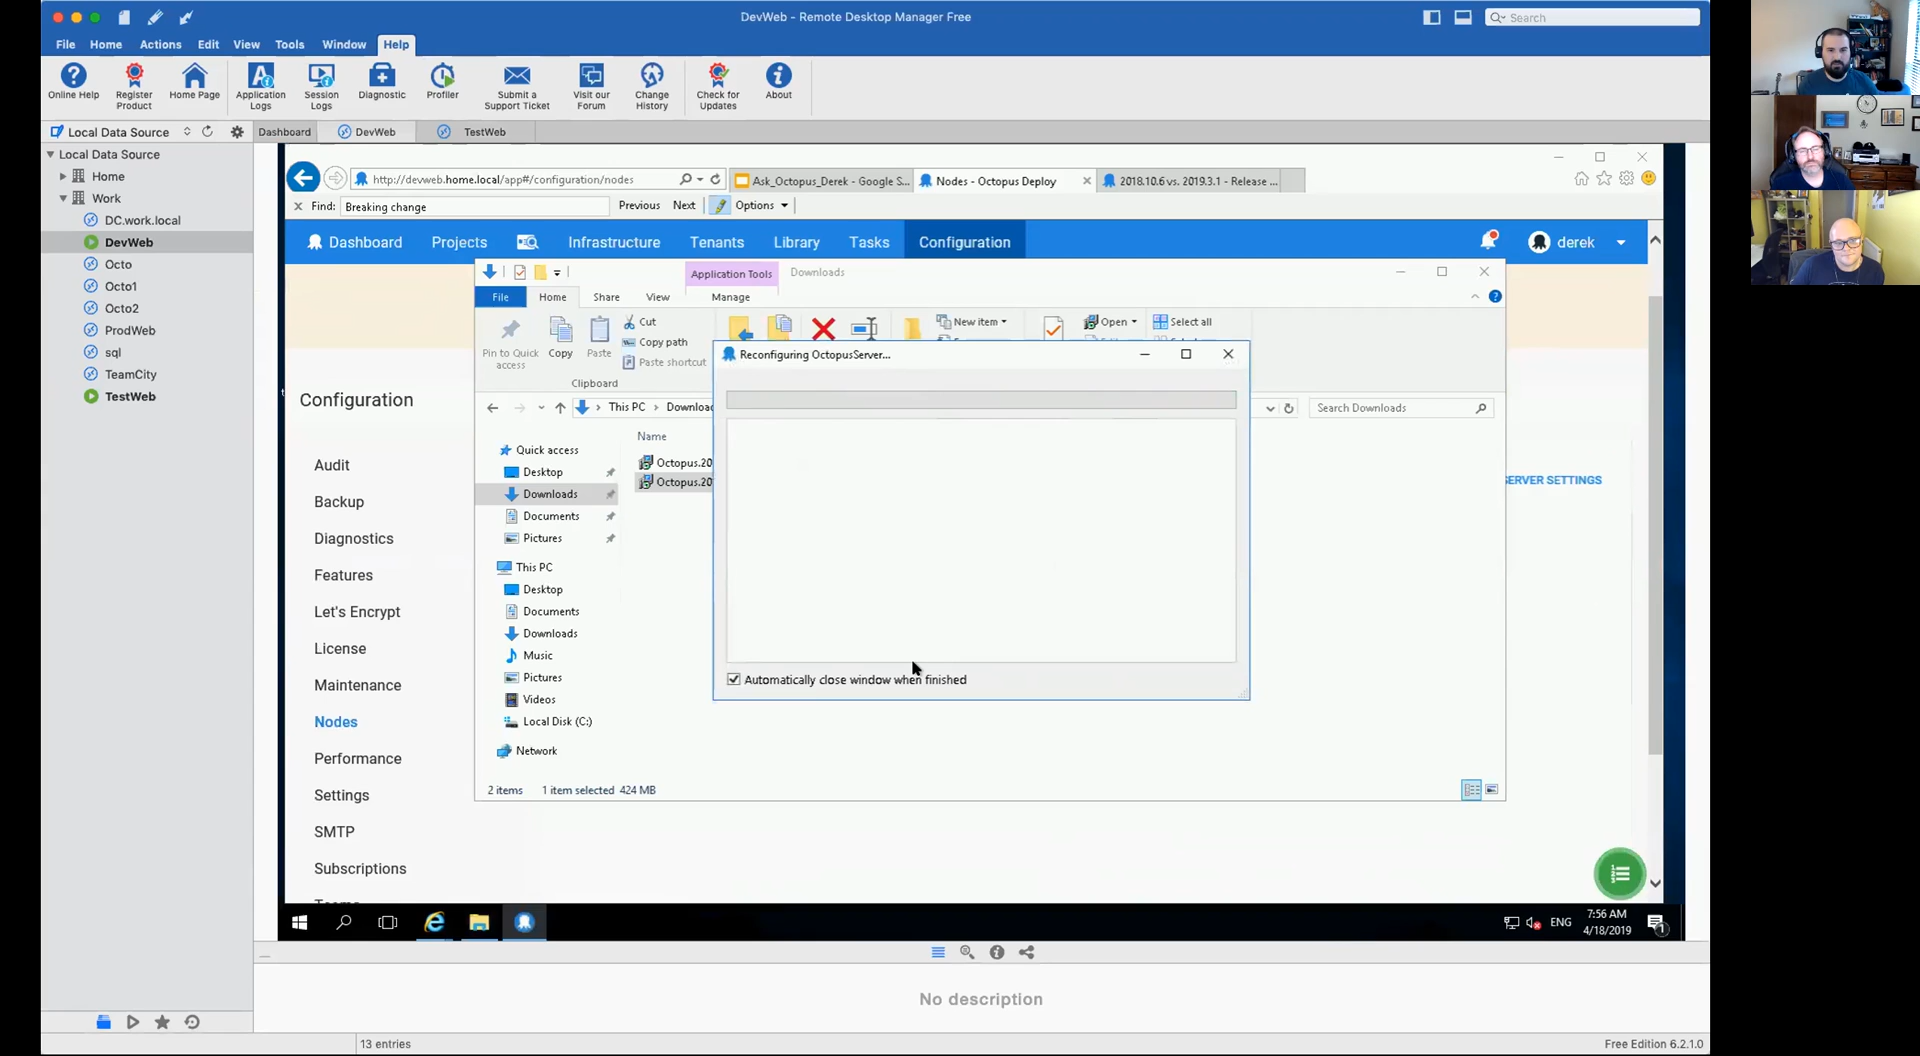 DevWeb - Remote Desktop Manager Free
Search
File Home Actions Edit View Tools Window Help
Online Help
Register Product
Home Page
Application Logs
Session Logs
Diagnostic
Profiler
Submit a Support Ticket
Visit our Forum
Change History
Check for Updates
About
Local Data Source
Dashboard DevWeb TestWeb
Local Data Source
Home
Work
DC.work.local
DevWeb
Octo
Octo1
Octo2
ProdWeb
sql
TeamCity
TestWeb
http://devweb.home.local/app#/configuration/nodes
Ask_Octopus_Derek - Google S...
Nodes - Octopus Deploy
2018.10.6 vs. 2019.3.1 - Release ...
Find: Breaking change
Previous Next Options
Dashboard Projects Infrastructure Tenants Library Tasks Configuration derek
Application Tools Downloads
File Home Share View Manage
Pin to Quick access
Copy
Paste
Cut
Copy path
Paste shortcut
Clipboard
New item
Open
Select all
Reconfiguring OctopusServer...
Automatically close window when finished
This PC Downloa
Search Downloads
Name
Octopus.20
Octopus.20
Quick access
Desktop
Downloads
Documents
Pictures
This PC
Desktop
Documents
Downloads
Music
Pictures
Videos
Local Disk (C:)
Network
2 items 1 item selected 424 MB
Configuration
Audit
Backup
Diagnostics
Features
Let's Encrypt
License
Maintenance
Nodes
Performance
Settings
SMTP
Subscriptions
SERVER SETTINGS
ENG
7:56 AM
4/18/2019
1
No description
13 entries
Free Edition 6.2.1.0